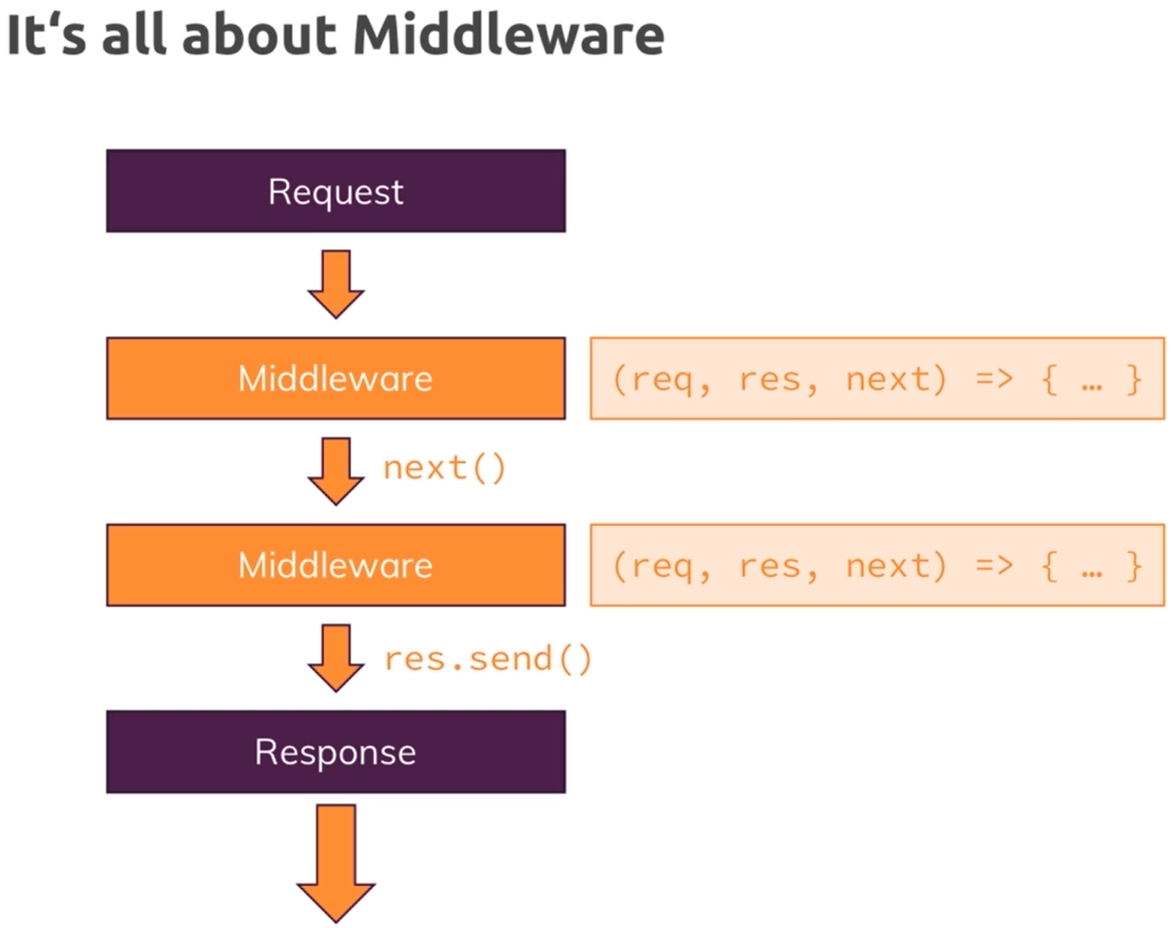 It‘s all about Middleware
Request
Middleware
(req, res, next) => { … }
next()
Middleware
(req, res, next) => { … }
res.send()
Response